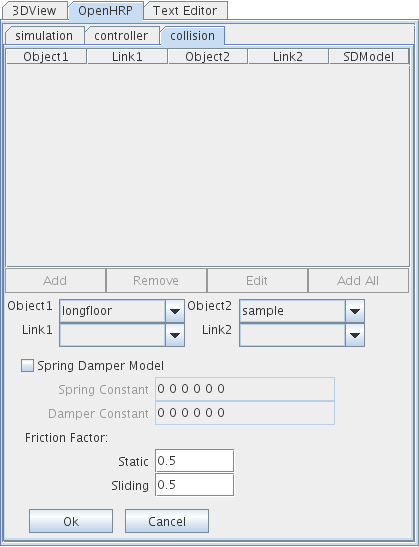 3DView OpenHRP Text Editor
simulation controller collision
Object1 Link1 Object2 Link2 SDModel
Add Remove Edit Add All
Object1 longfloor Object2 sample
Link1 Link2
Spring Damper Model
Spring Constant 0 0 0 0 0 0
Damper Constant 0 0 0 0 0 0
Friction Factor:
Static 0.5
Sliding 0.5
Ok Cancel